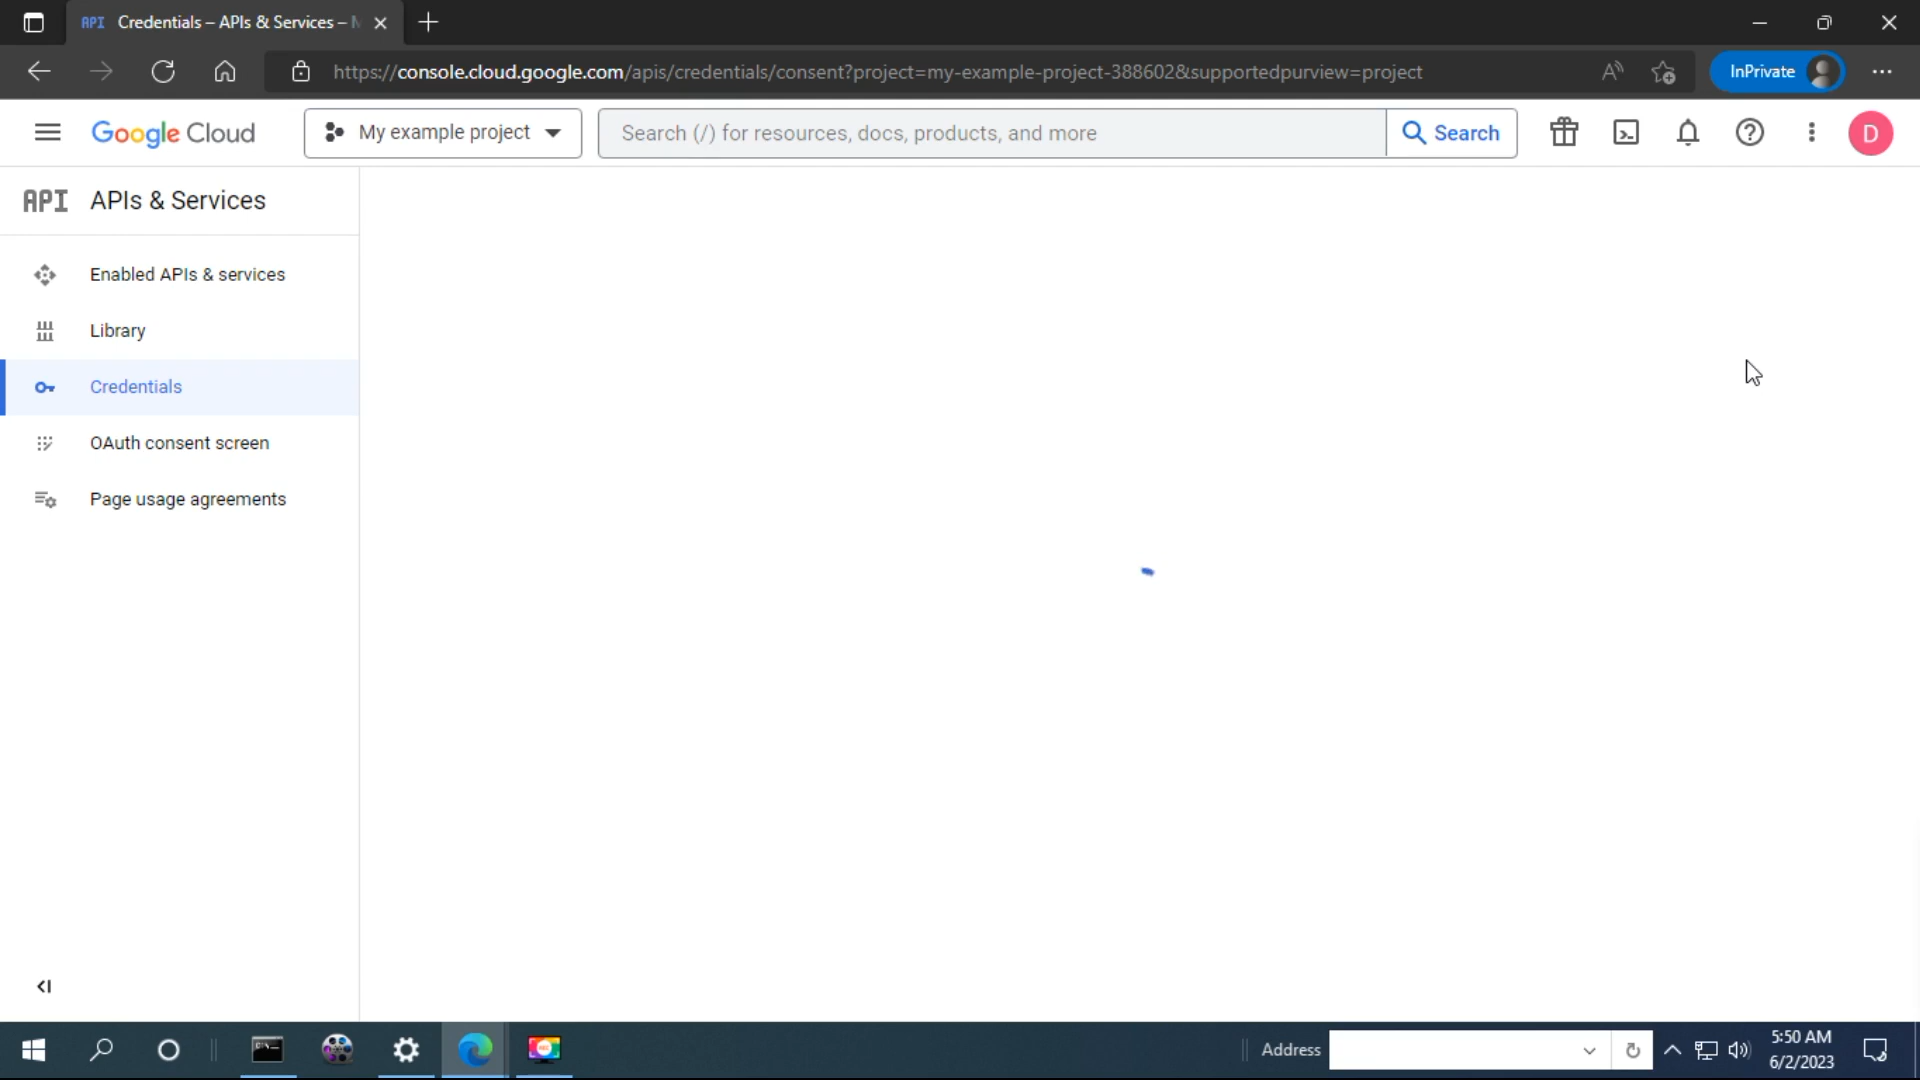 API Credentials – APIs & Services –
https://console.cloud.google.com/apis/credentials/consent?project=my-example-project-388602&supportedpurview=project
InPrivate
Google Cloud
My example project
Search (/) for resources, docs, products, and more
Search
D
API APIs & Services
Enabled APIs & services
Library
Credentials
OAuth consent screen
Page usage agreements
Address
5:50 AM
6/2/2023